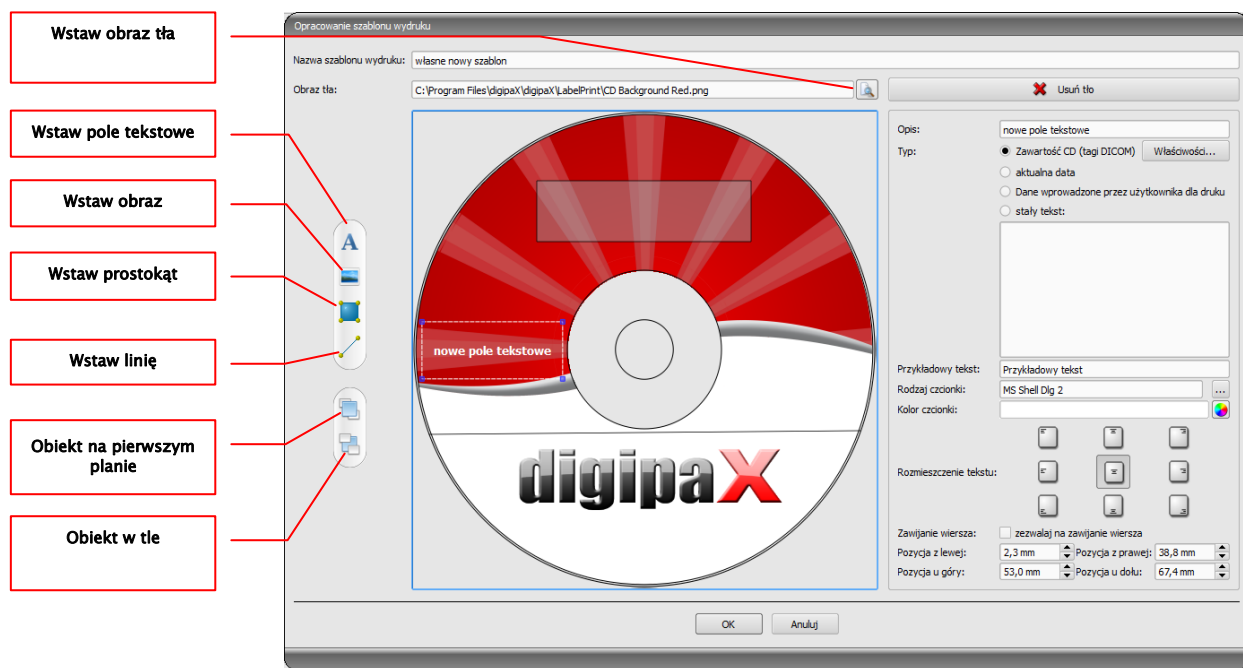 Wstaw obraz tła
Wstaw pole tekstowe
Wstaw obraz
Wstaw prostokąt
Wstaw linię
Obiekt na pierwszym
planie
Obiekt w tle
Opracowanie szablonu wydruku
Nazwa szablonu wydruku: własne nowy szablon
Obraz tła: C:\Program Files\digipaX\digipaX\LabelPrint\CD Background Red.png
Usuń tło
A
nowe pole tekstowe
digipaX
Opis: nowe pole tekstowe
Typ: Zawartość CD (tagi DICOM) Właściwości...
aktualna data
Dane wprowadzone przez użytkownika dla druku
stały tekst:
Przykładowy tekst: Przykładowy tekst
Rodzaj czcionki: MS Shell Dlg 2 ...
Kolor czcionki:
Rozmieszczenie tekstu:
Zawijanie wiersza: zezwalaj na zawijanie wiersza
Pozycja z lewej: 2,3 mm Pozycja z prawej: 38,8 mm
Pozycja u góry: 53,0 mm Pozycja u dołu: 67,4 mm
OK Anuluj